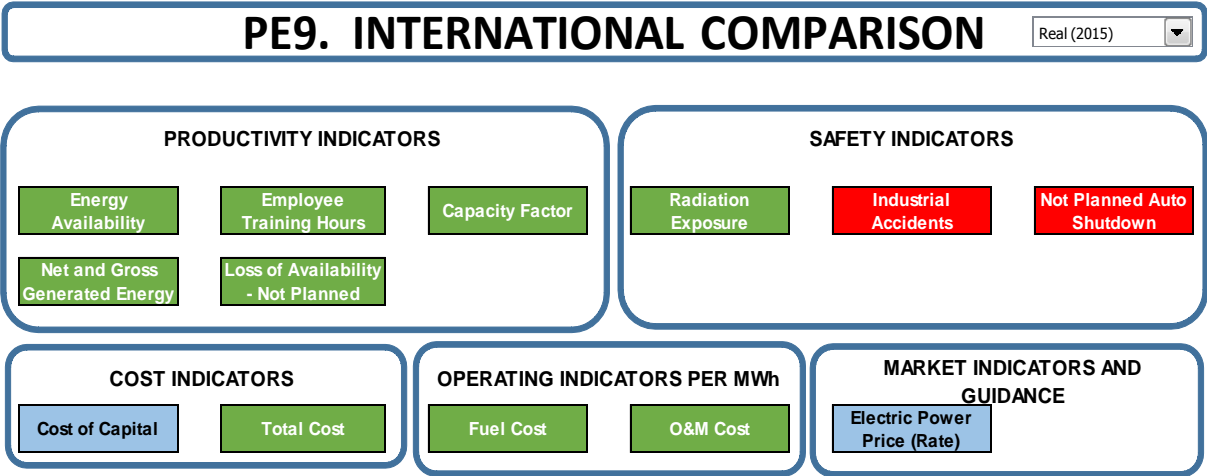 PE9. INTERNATIONAL COMPARISON
Real (2015)
PRODUCTIVITY INDICATORS
Energy
Availability
Employee
Training Hours
Capacity Factor
Net and Gross
Generated Energy
Loss of Availability
- Not Planned
SAFETY INDICATORS
Radiation
Exposure
Industrial
Accidents
Not Planned Auto
Shutdown
COST INDICATORS
Cost of Capital
Total Cost
OPERATING INDICATORS PER MWh
Fuel Cost
O&M Cost
MARKET INDICATORS AND
GUIDANCE
Electric Power
Price (Rate)